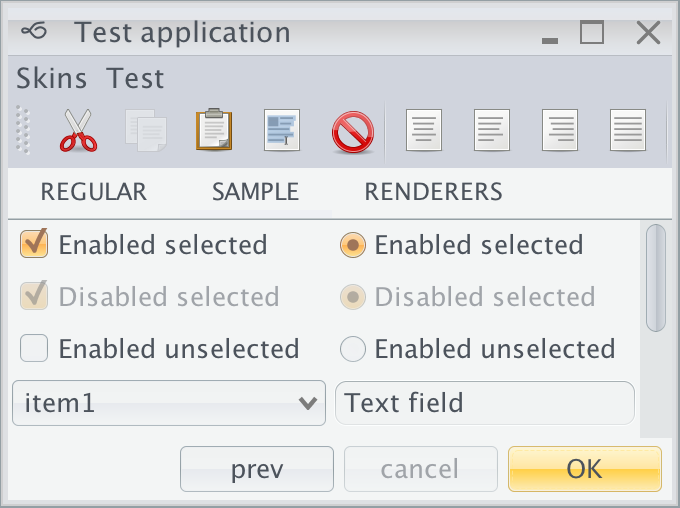 Test application
Skins Test
REGULAR SAMPLE RENDERERS
Enabled selected Enabled selected
Disabled selected Disabled selected
Enabled unselected Enabled unselected
item1 Text field
prev cancel OK